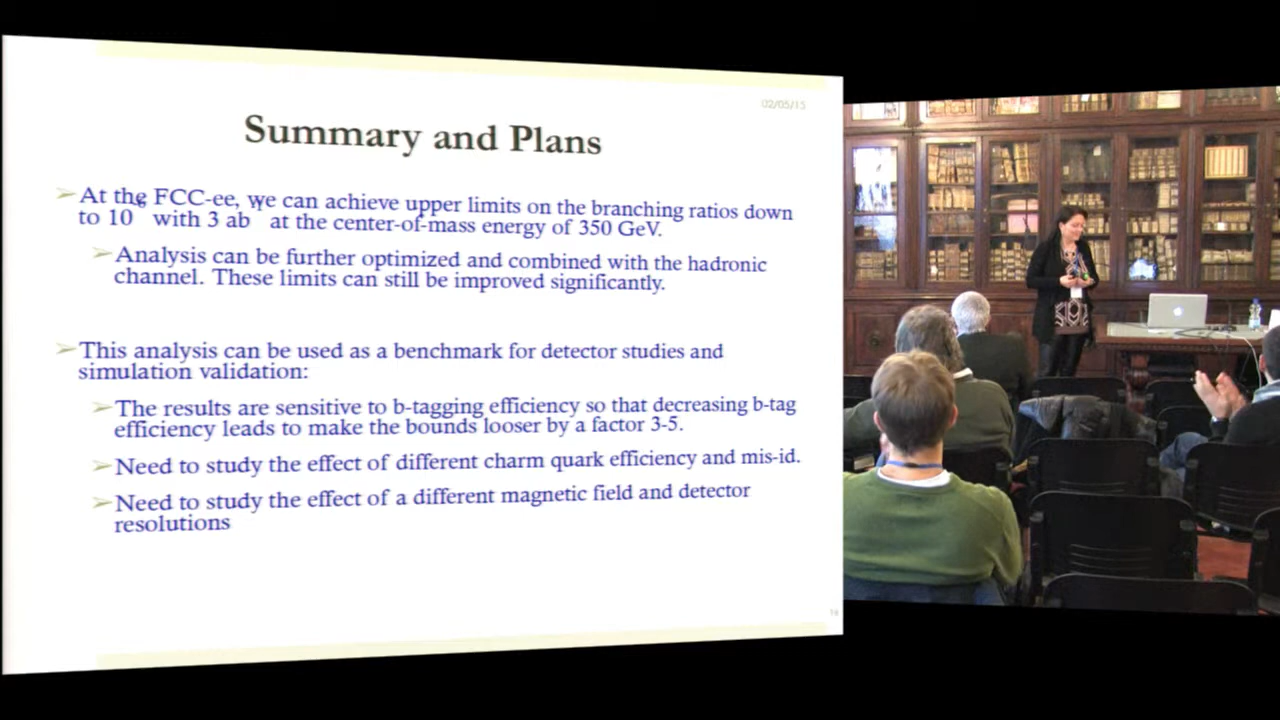 02/05/15
Summary and Plans
At the FCC-ee, we can achieve upper limits on the branching ratios down
to 10 with 3 ab at the center-of-mass energy of 350 GeV.
Analysis can be further optimized and combined with the hadronic
channel. These limits can still be improved significantly.
This analysis can be used as a benchmark for detector studies and
simulation validation:
The results are sensitive to b-tagging efficiency so that decreasing b-tag
efficiency leads to make the bounds looser by a factor 3-5.
Need to study the effect of different charm quark efficiency and mis-id.
Need to study the effect of a different magnetic field and detector
resolutions